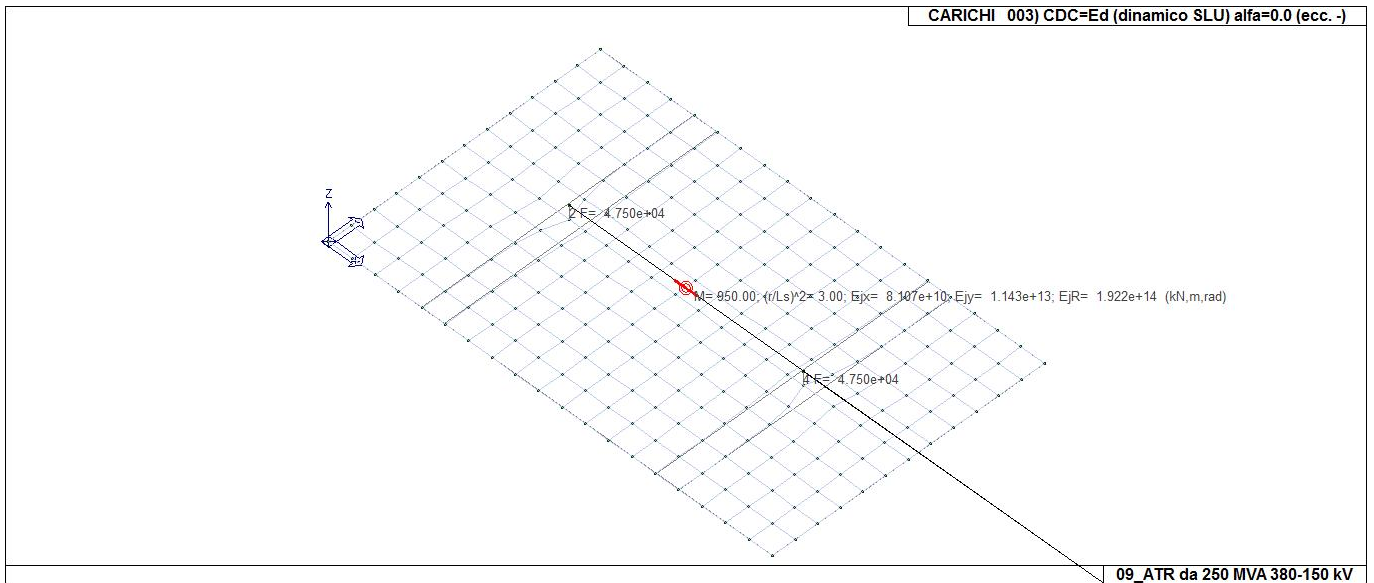 CARICHI 003) CDC=Ed (dinamico SLU) alfa=0.0 (ecc. -)
Z
2 F= 4.750e+04
M= 950.00; (r/Ls)^2= 3.00; Ejx= 8.107e+10; Ejy= 1.143e+13; EjR= 1.922e+14 (kN,m,rad)
4 F= 4.750e+04
09_ATR da 250 MVA 380-150 kV